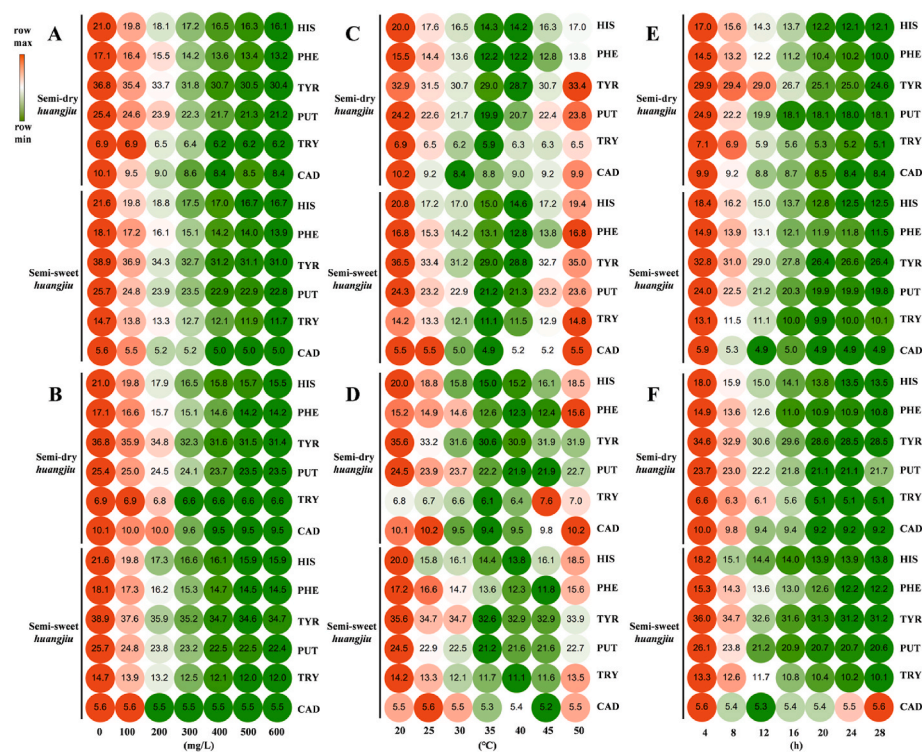 row
max
row
min
A
Semi-dry
huangjiu
21.0 19.8 18.1 17.2 16.5 16.3 16.1 HIS
17.1 16.4 15.5 14.2 13.6 13.4 13.2 PHE
36.8 35.4 33.7 31.8 30.7 30.5 30.4 TYR
25.4 24.6 23.9 22.3 21.7 21.3 21.2 PUT
6.9 6.9 6.5 6.4 6.2 6.2 6.2 TRY
10.1 9.5 9.0 8.6 8.4 8.5 8.4 CAD
Semi-sweet
huangjiu
21.6 19.8 18.8 17.5 17.0 16.7 16.7 HIS
18.1 17.2 16.1 15.1 14.2 14.0 13.9 PHE
38.9 36.9 34.3 32.7 31.2 31.1 31.0 TYR
25.7 24.8 23.9 23.5 22.9 22.9 22.8 PUT
14.7 13.8 13.3 12.7 12.1 11.9 11.7 TRY
5.6 5.5 5.2 5.2 5.0 5.0 5.0 CAD
B
Semi-dry
huangjiu
21.0 19.8 17.9 16.5 15.8 15.7 15.5 HIS
17.1 16.6 15.7 15.1 14.6 14.2 14.2 PHE
36.8 35.9 34.8 32.3 31.6 31.5 31.4 TYR
25.4 25.0 24.5 24.1 23.7 23.5 23.5 PUT
6.9 6.9 6.8 6.6 6.6 6.6 6.6 TRY
10.1 10.0 10.0 9.6 9.5 9.5 9.5 CAD
Semi-sweet
huangjiu
21.6 19.8 17.3 16.6 16.1 15.9 15.9 HIS
18.1 17.3 16.2 15.3 14.7 14.5 14.5 PHE
38.9 37.6 35.9 35.2 34.7 34.6 34.7 TYR
25.7 24.8 23.8 23.2 22.5 22.5 22.4 PUT
14.7 13.9 13.2 12.5 12.1 12.0 12.0 TRY
5.6 5.6 5.5 5.5 5.5 5.5 5.5 CAD
0 100 200 300 400 500 600
(mg/L)
C
Semi-dry
huangjiu
20.0 17.6 16.5 14.3 14.2 16.3 17.0 HIS
15.5 14.4 13.6 12.2 12.2 12.8 13.8 PHE
32.9 31.5 30.7 29.0 28.7 30.7 33.4 TYR
24.2 22.6 21.7 19.9 20.7 22.4 23.8 PUT
6.9 6.5 6.2 5.9 6.3 6.3 6.5 TRY
10.2 9.2 8.4 8.8 9.0 9.2 9.9 CAD
Semi-sweet
huangjiu
20.8 17.2 17.0 15.0 14.6 17.2 19.4 HIS
16.8 15.3 14.2 13.1 12.8 13.8 16.8 PHE
36.5 33.4 31.2 29.0 28.8 32.7 35.0 TYR
24.3 23.2 22.9 21.2 21.3 23.2 23.6 PUT
14.2 13.3 12.1 11.1 11.5 12.9 14.8 TRY
5.5 5.5 5.0 4.9 5.2 5.2 5.5 CAD
D
Semi-dry
huangjiu
20.0 18.8 15.8 15.0 15.2 16.1 18.5 HIS
15.2 14.9 14.6 12.6 12.3 12.4 15.6 PHE
35.6 33.2 31.6 30.6 30.9 31.9 31.9 TYR
24.5 23.9 23.7 22.2 21.9 21.9 22.7 PUT
6.8 6.7 6.6 6.1 6.4 7.6 7.0 TRY
10.1 10.2 9.5 9.4 9.5 9.8 10.2 CAD
Semi-sweet
huangjiu
20.0 15.8 16.1 14.4 13.8 16.1 18.5 HIS
17.2 16.6 14.7 13.6 12.3 11.8 15.6 PHE
35.6 34.7 34.7 32.6 32.9 32.9 33.9 TYR
24.5 22.9 22.5 21.2 21.6 21.6 22.7 PUT
14.2 13.3 12.1 11.7 11.1 11.6 13.5 TRY
5.5 5.6 5.5 5.3 5.4 5.2 5.5 CAD
20 25 30 35 40 45 50
(°C)
E
Semi-dry
huangjiu
17.0 15.6 14.3 13.7 12.2 12.1 12.1 HIS
14.5 13.2 12.2 11.2 10.4 10.2 10.0 PHE
29.9 29.4 29.0 26.7 25.1 25.0 24.6 TYR
24.9 22.2 19.9 18.1 18.1 18.0 18.1 PUT
7.1 6.9 5.9 5.6 5.3 5.2 5.1 TRY
9.9 9.2 8.8 8.7 8.5 8.4 8.4 CAD
Semi-sweet
huangjiu
18.4 16.2 15.0 13.7 12.8 12.5 12.5 HIS
14.9 13.9 13.1 12.1 11.9 11.8 11.5 PHE
32.8 31.0 29.0 27.8 26.4 26.6 26.4 TYR
24.0 22.5 21.2 20.3 19.9 19.9 19.8 PUT
13.1 11.5 11.1 10.0 9.9 10.0 10.1 TRY
5.9 5.3 4.9 5.0 4.9 4.9 4.9 CAD
F
Semi-dry
huangjiu
18.0 15.9 15.0 14.1 13.8 13.5 13.5 HIS
14.9 13.6 12.6 11.0 10.9 10.9 10.8 PHE
34.6 32.9 30.6 29.6 28.6 28.5 28.5 TYR
23.7 23.0 22.2 21.8 21.1 21.1 21.7 PUT
6.6 6.3 6.1 5.6 5.1 5.1 5.1 TRY
10.0 9.8 9.4 9.4 9.2 9.2 9.2 CAD
Semi-sweet
huangjiu
18.2 15.1 14.4 14.0 13.9 13.9 13.8 HIS
15.3 14.3 13.6 13.0 12.6 12.2 12.2 PHE
36.0 34.7 32.6 31.6 31.3 31.3 31.2 TYR
26.1 23.8 21.2 20.9 20.7 20.7 20.6 PUT
13.3 12.6 11.7 10.8 10.4 10.2 10.1 TRY
5.6 5.4 5.3 5.4 5.4 5.5 5.6 CAD
4 8 12 16 20 24 28
(h)